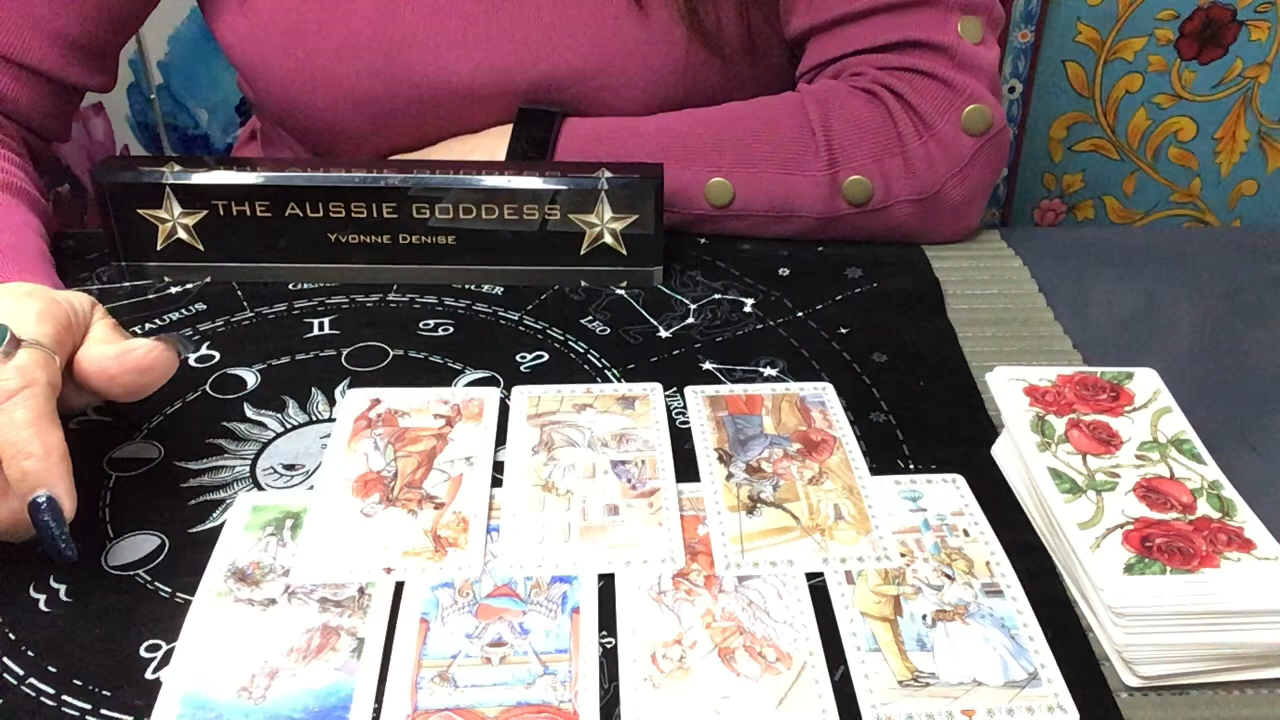 THE AUSSIE GODDESS
YVONNE DENISE
TAURUS
LEO
VIRGO